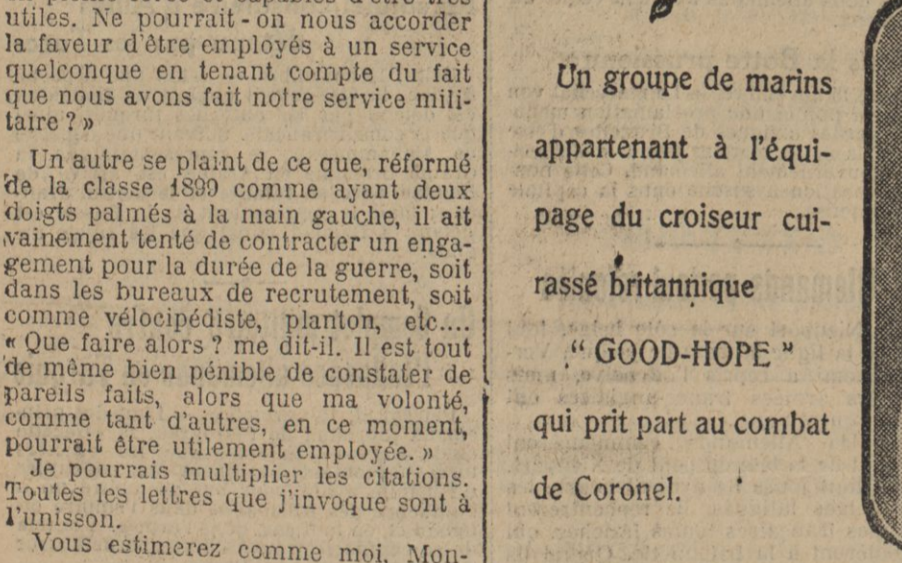 utiles. Ne pourrait-on nous accorder
la faveur d'être employés à un service
quelconque en tenant compte du fait
que nous avons fait notre service mili-
taire ? »
Un autre se plaint de ce que, réformé
de la classe 1899 comme ayant deux
doigts palmés à la main gauche, il ait
vainement tenté de contracter un enga-
gement pour la durée de la guerre, soit
dans les bureaux de recrutement, soit
comme vélocipédiste, planton, etc....
« Que faire alors ? me dit-il. Il est tout
de même bien pénible de constater de
pareils faits, alors que ma volonté,
comme tant d'autres, en ce moment,
pourrait être utilement employée. »
Je pourrais multiplier les citations.
Toutes les lettres que j'invoque sont à
l'unisson.
Vous estimerez comme moi, Mon-
Un groupe de marins
appartenant à l'équi-
page du croiseur cui-
rassé britannique
" GOOD-HOPE "
qui prit part au combat
de Coronel.